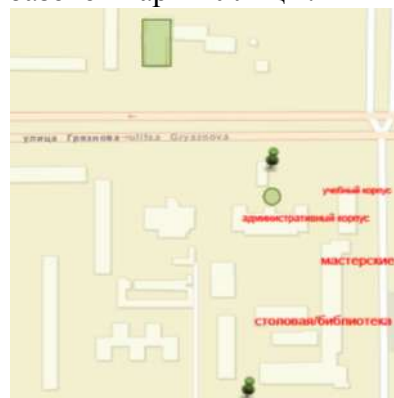 улица Грязнова ulitsa Gryaznova
учебный корпус
административный корпус
мастерские
столовая/библиотека